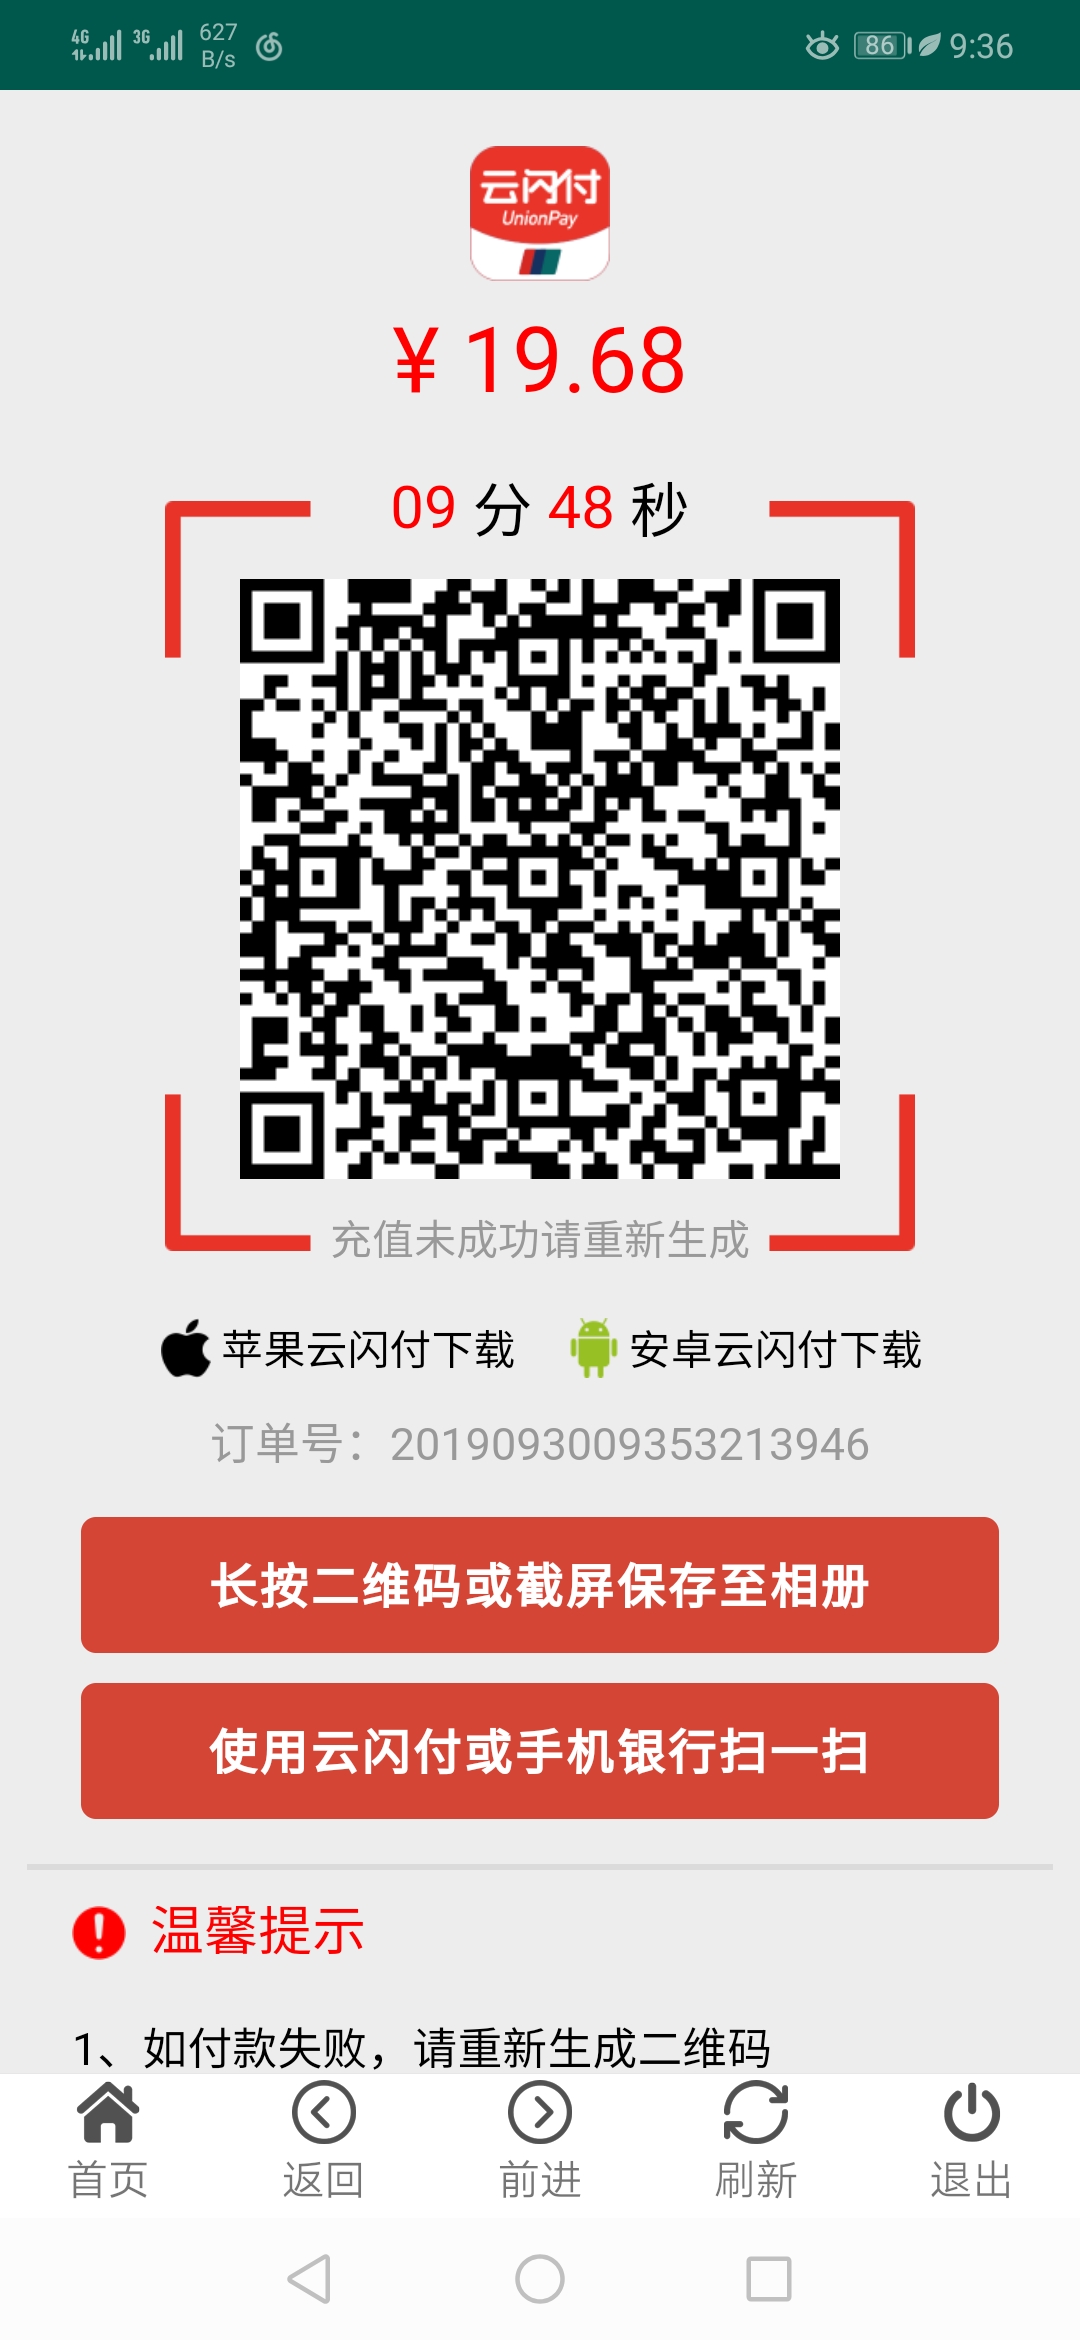 4G 3G 627 B/s 86 9:36
云闪付
UnionPay
¥ 19.68
09 分 48 秒
充值未成功请重新生成
苹果云闪付下载 安卓云闪付下载
订单号：2019093009353213946
长按二维码或截屏保存至相册
使用云闪付或手机银行扫一扫
温馨提示
1、如付款失败，请重新生成二维码
首页 返回 前进 刷新 退出